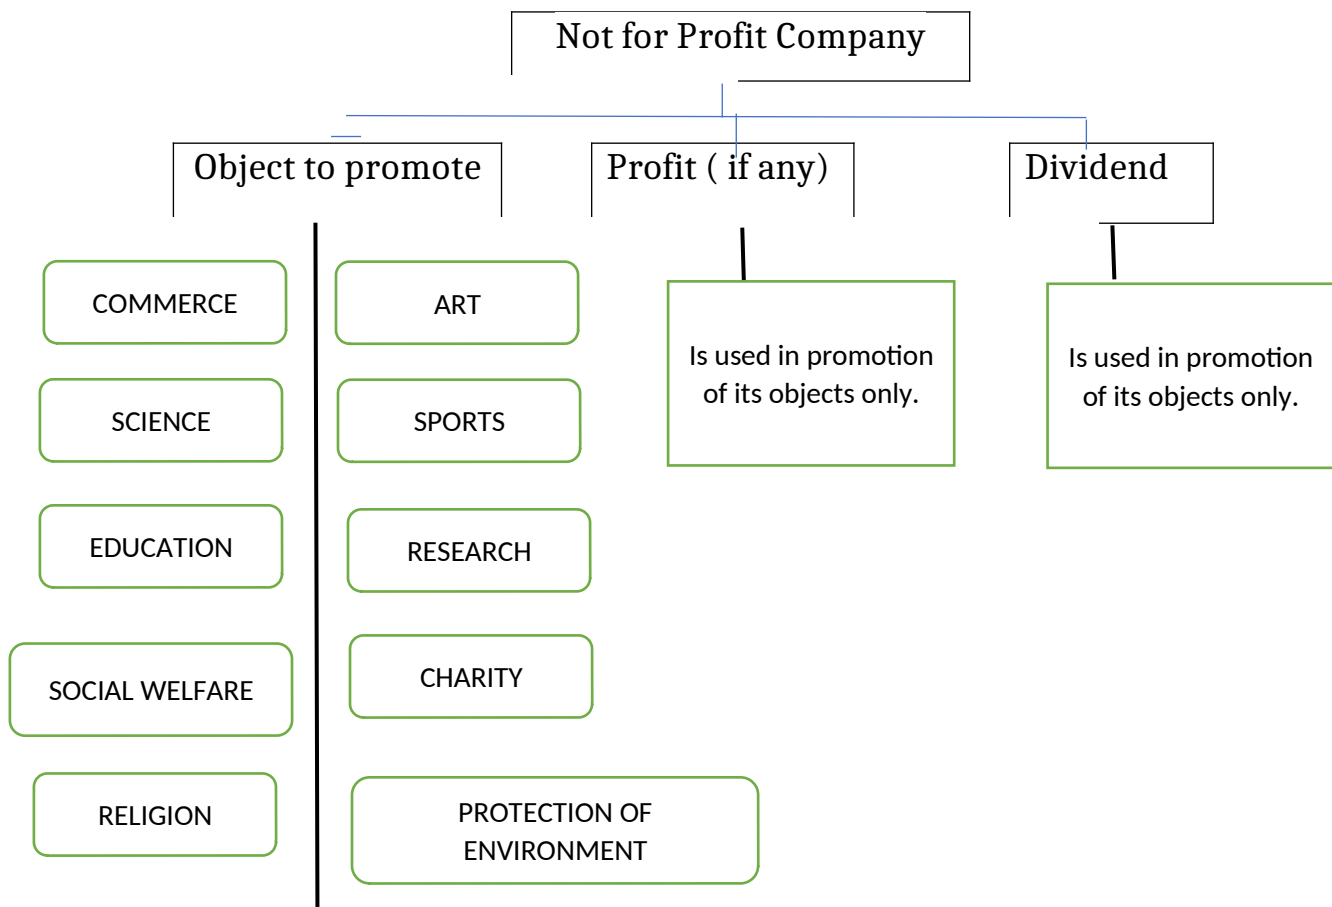 Not for Profit Company
Object to promote
Profit ( if any)
Dividend
COMMERCE
ART
SCIENCE
SPORTS
EDUCATION
RESEARCH
SOCIAL WELFARE
CHARITY
RELIGION
PROTECTION OF
ENVIRONMENT
Is used in promotion
of its objects only.
Is used in promotion
of its objects only.